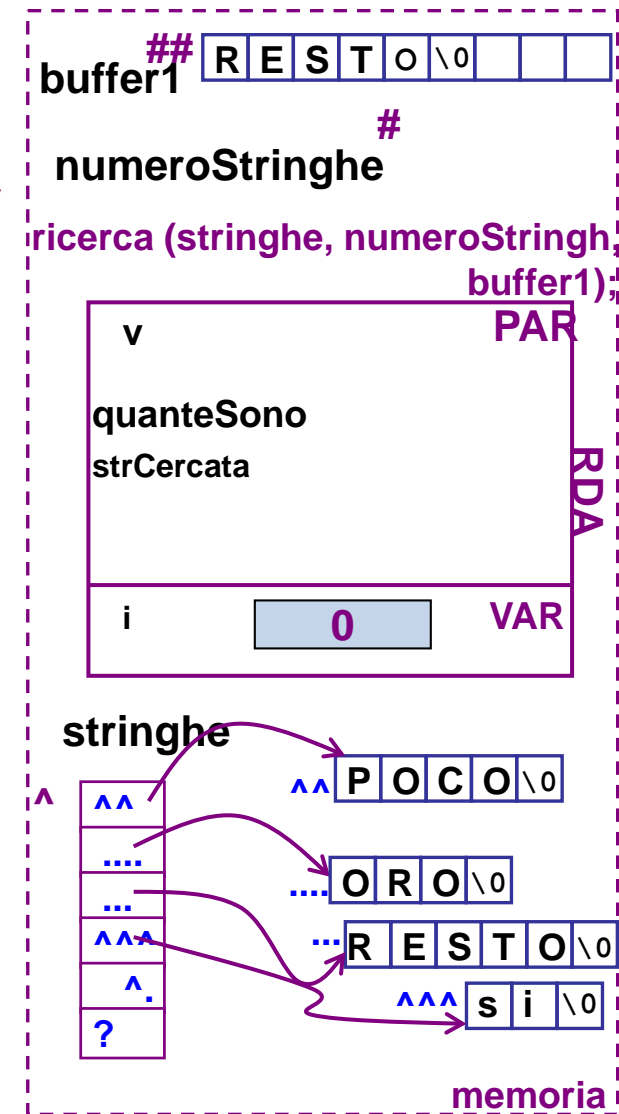 ## R E S T O \0
buffer1
#
numeroStringhe
ricerca (stringhe, numeroStringh,
buffer1);
v PAR
quanteSono
strCercata
RDA
i 0 VAR
stringhe
^ ^^ ^^ P O C O \0
.... .... O R O \0
... ... R E S T O \0
^^^ ^^^ s i \0
^.
?
memoria